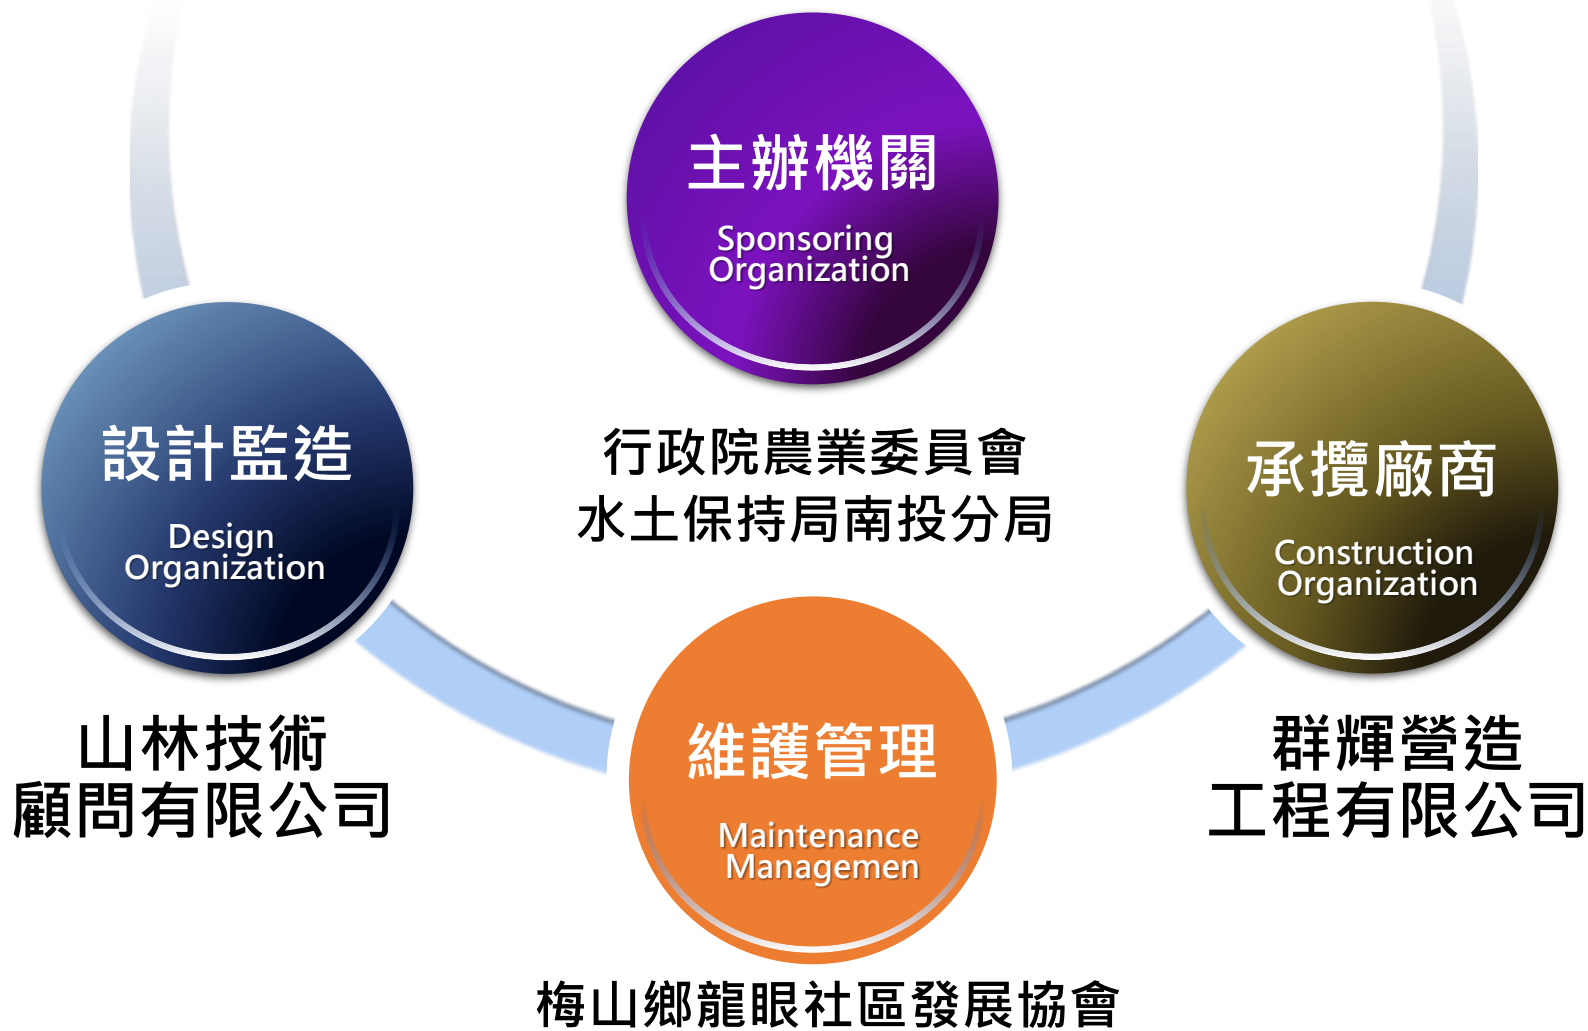 主辦機關
Sponsoring
Organization
行政院農業委員會
水土保持局南投分局
設計監造
Design
Organization
山林技術
顧問有限公司
承攬廠商
Construction
Organization
群輝營造
工程有限公司
維護管理
Maintenance
Managemen
梅山鄉龍眼社區發展協會